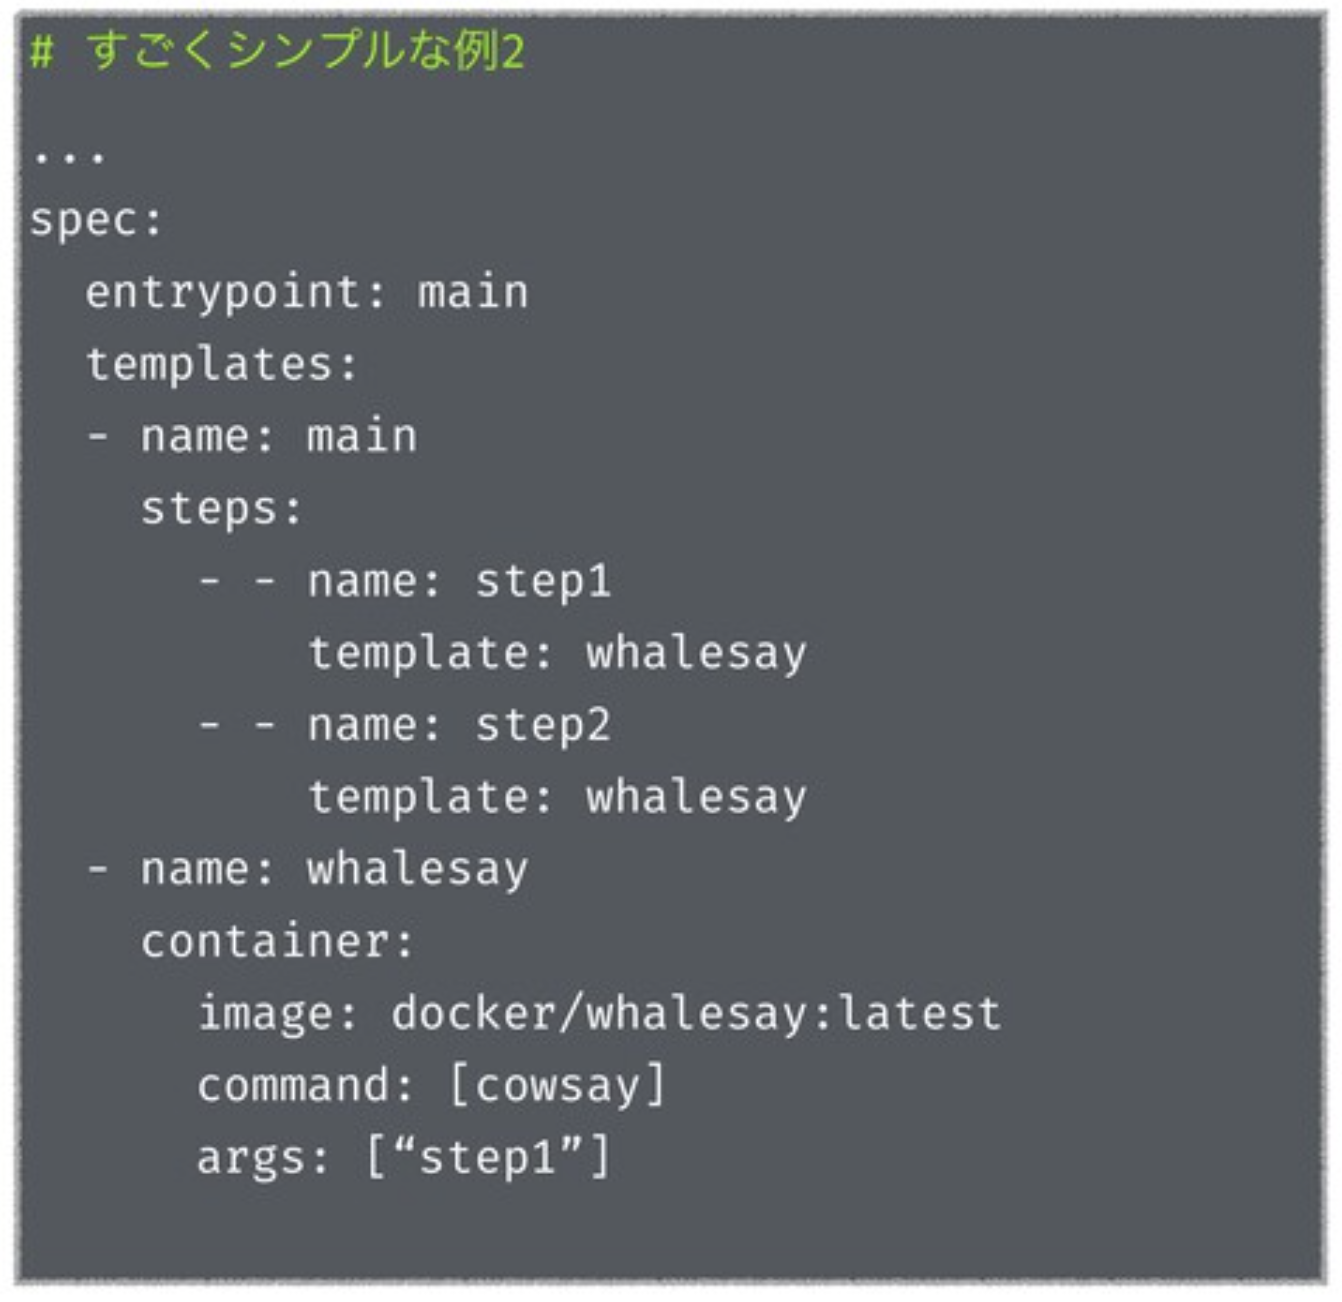 # すごくシンプルな例2
...
spec:
  entrypoint: main
  templates:
  - name: main
    steps:
      - - name: step1
          template: whalesay
      - - name: step2
          template: whalesay
  - name: whalesay
    container:
      image: docker/whalesay:latest
      command: [cowsay]
      args: [“step1”]